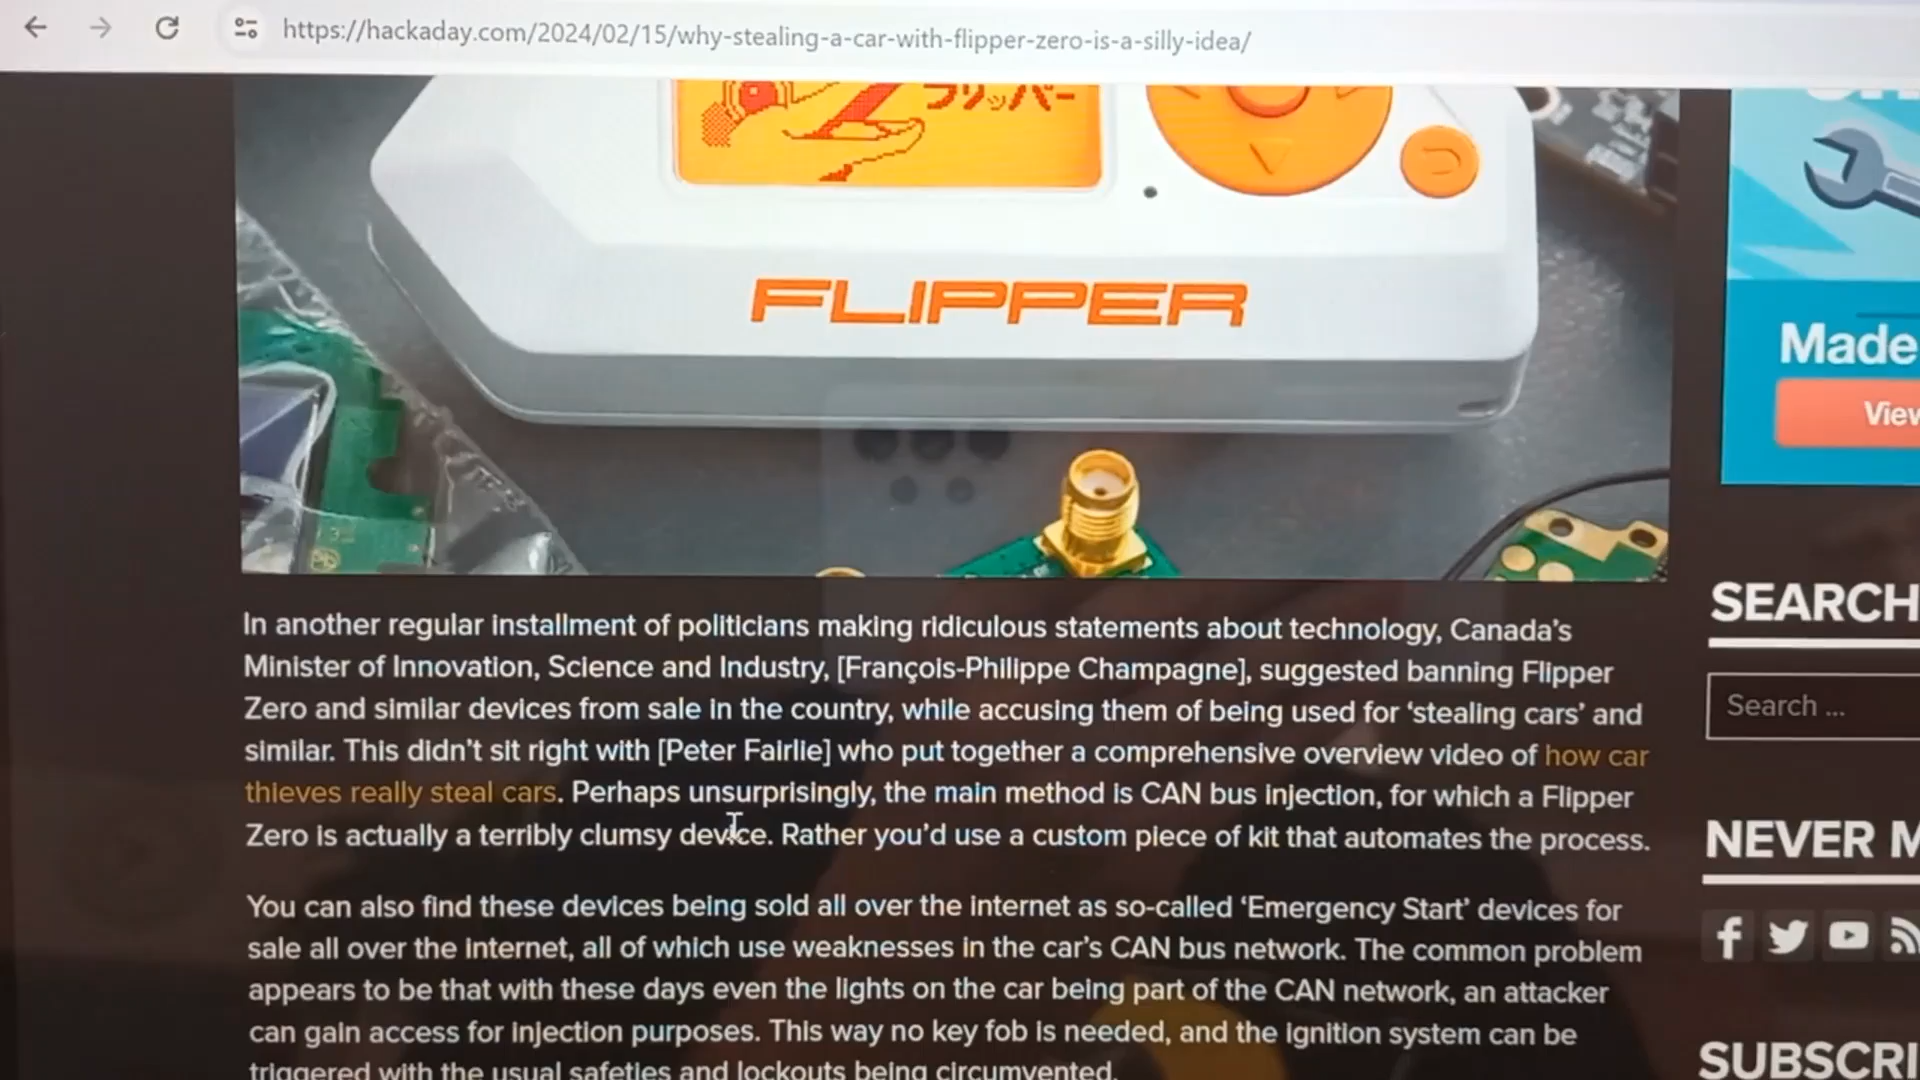 https://hackaday.com/2024/02/15/why-stealing-a-car-with-flipper-zero-is-a-silly-idea/
フリッパー
FLIPPER
Made
View
In another regular installment of politicians making ridiculous statements about technology, Canada's
Minister of Innovation, Science and Industry, [François-Philippe Champagne], suggested banning Flipper
Zero and similar devices from sale in the country, while accusing them of being used for 'stealing cars' and
similar. This didn't sit right with [Peter Fairlie] who put together a comprehensive overview video of how car
thieves really steal cars. Perhaps unsurprisingly, the main method is CAN bus injection, for which a Flipper
Zero is actually a terribly clumsy device. Rather you'd use a custom piece of kit that automates the process.
You can also find these devices being sold all over the internet as so-called 'Emergency Start' devices for
sale all over the internet, all of which use weaknesses in the car's CAN bus network. The common problem
appears to be that with these days even the lights on the car being part of the CAN network, an attacker
can gain access for injection purposes. This way no key fob is needed, and the ignition system can be
triggered with the usual safeties and lockouts being circumvented.
SEARCH
Search ...
NEVER M
SUBSCRI